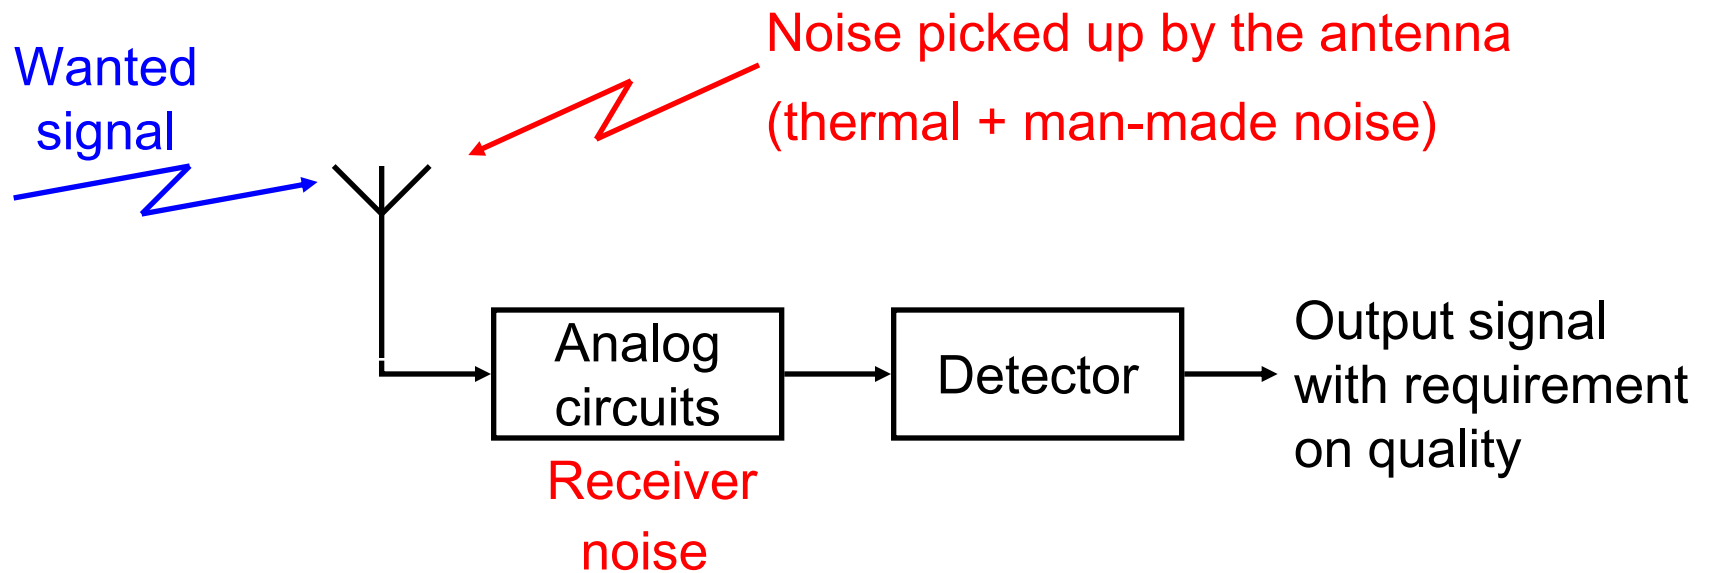 Wanted
signal
Noise picked up by the antenna
(thermal + man-made noise)
Analog
circuits
Receiver
noise
Detector
Output signal
with requirement
on quality